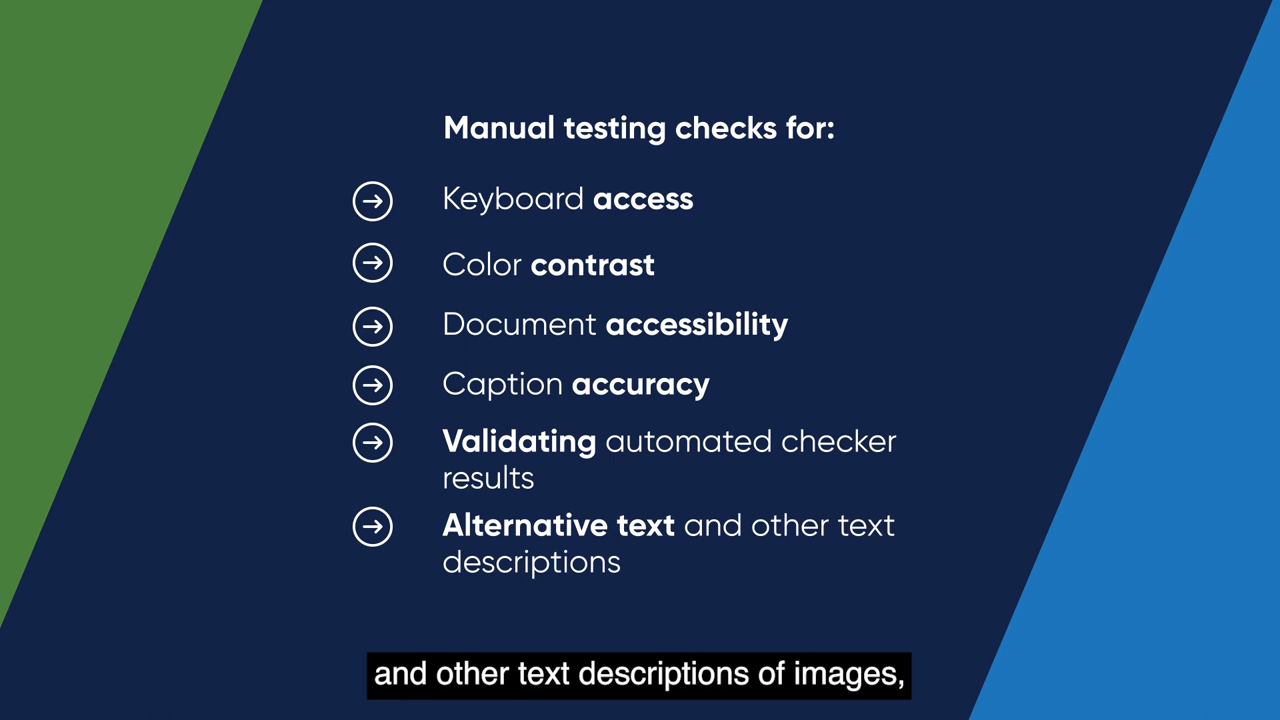 Manual testing checks for:
Keyboard access
Color contrast
Document accessibility
Caption accuracy
Validating automated checker
results
Alternative text and other text
descriptions
and other text descriptions of images,